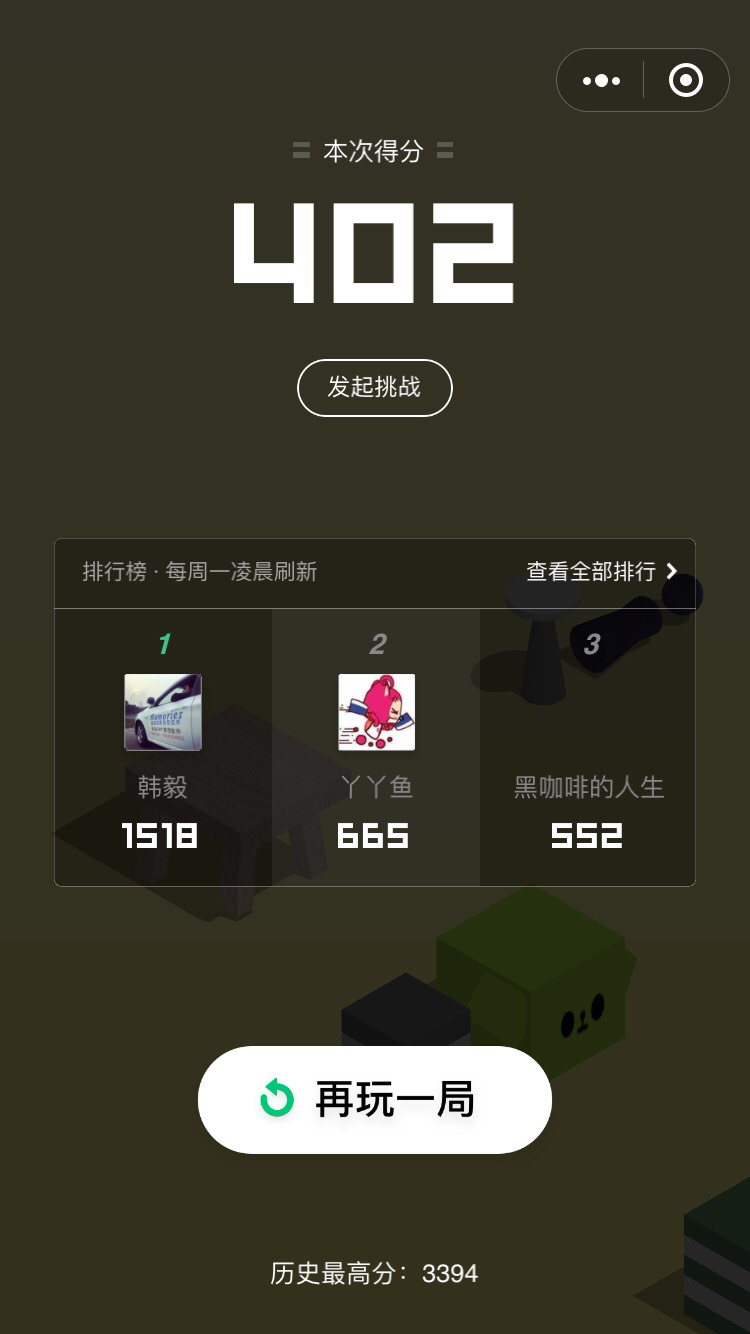 本次得分
402
发起挑战
排行榜 · 每周一凌晨刷新 查看全部排行
1 2 3
Memories
韩毅 丫丫鱼 黑咖啡的人生
1518 665 552
再玩一局
历史最高分：3394